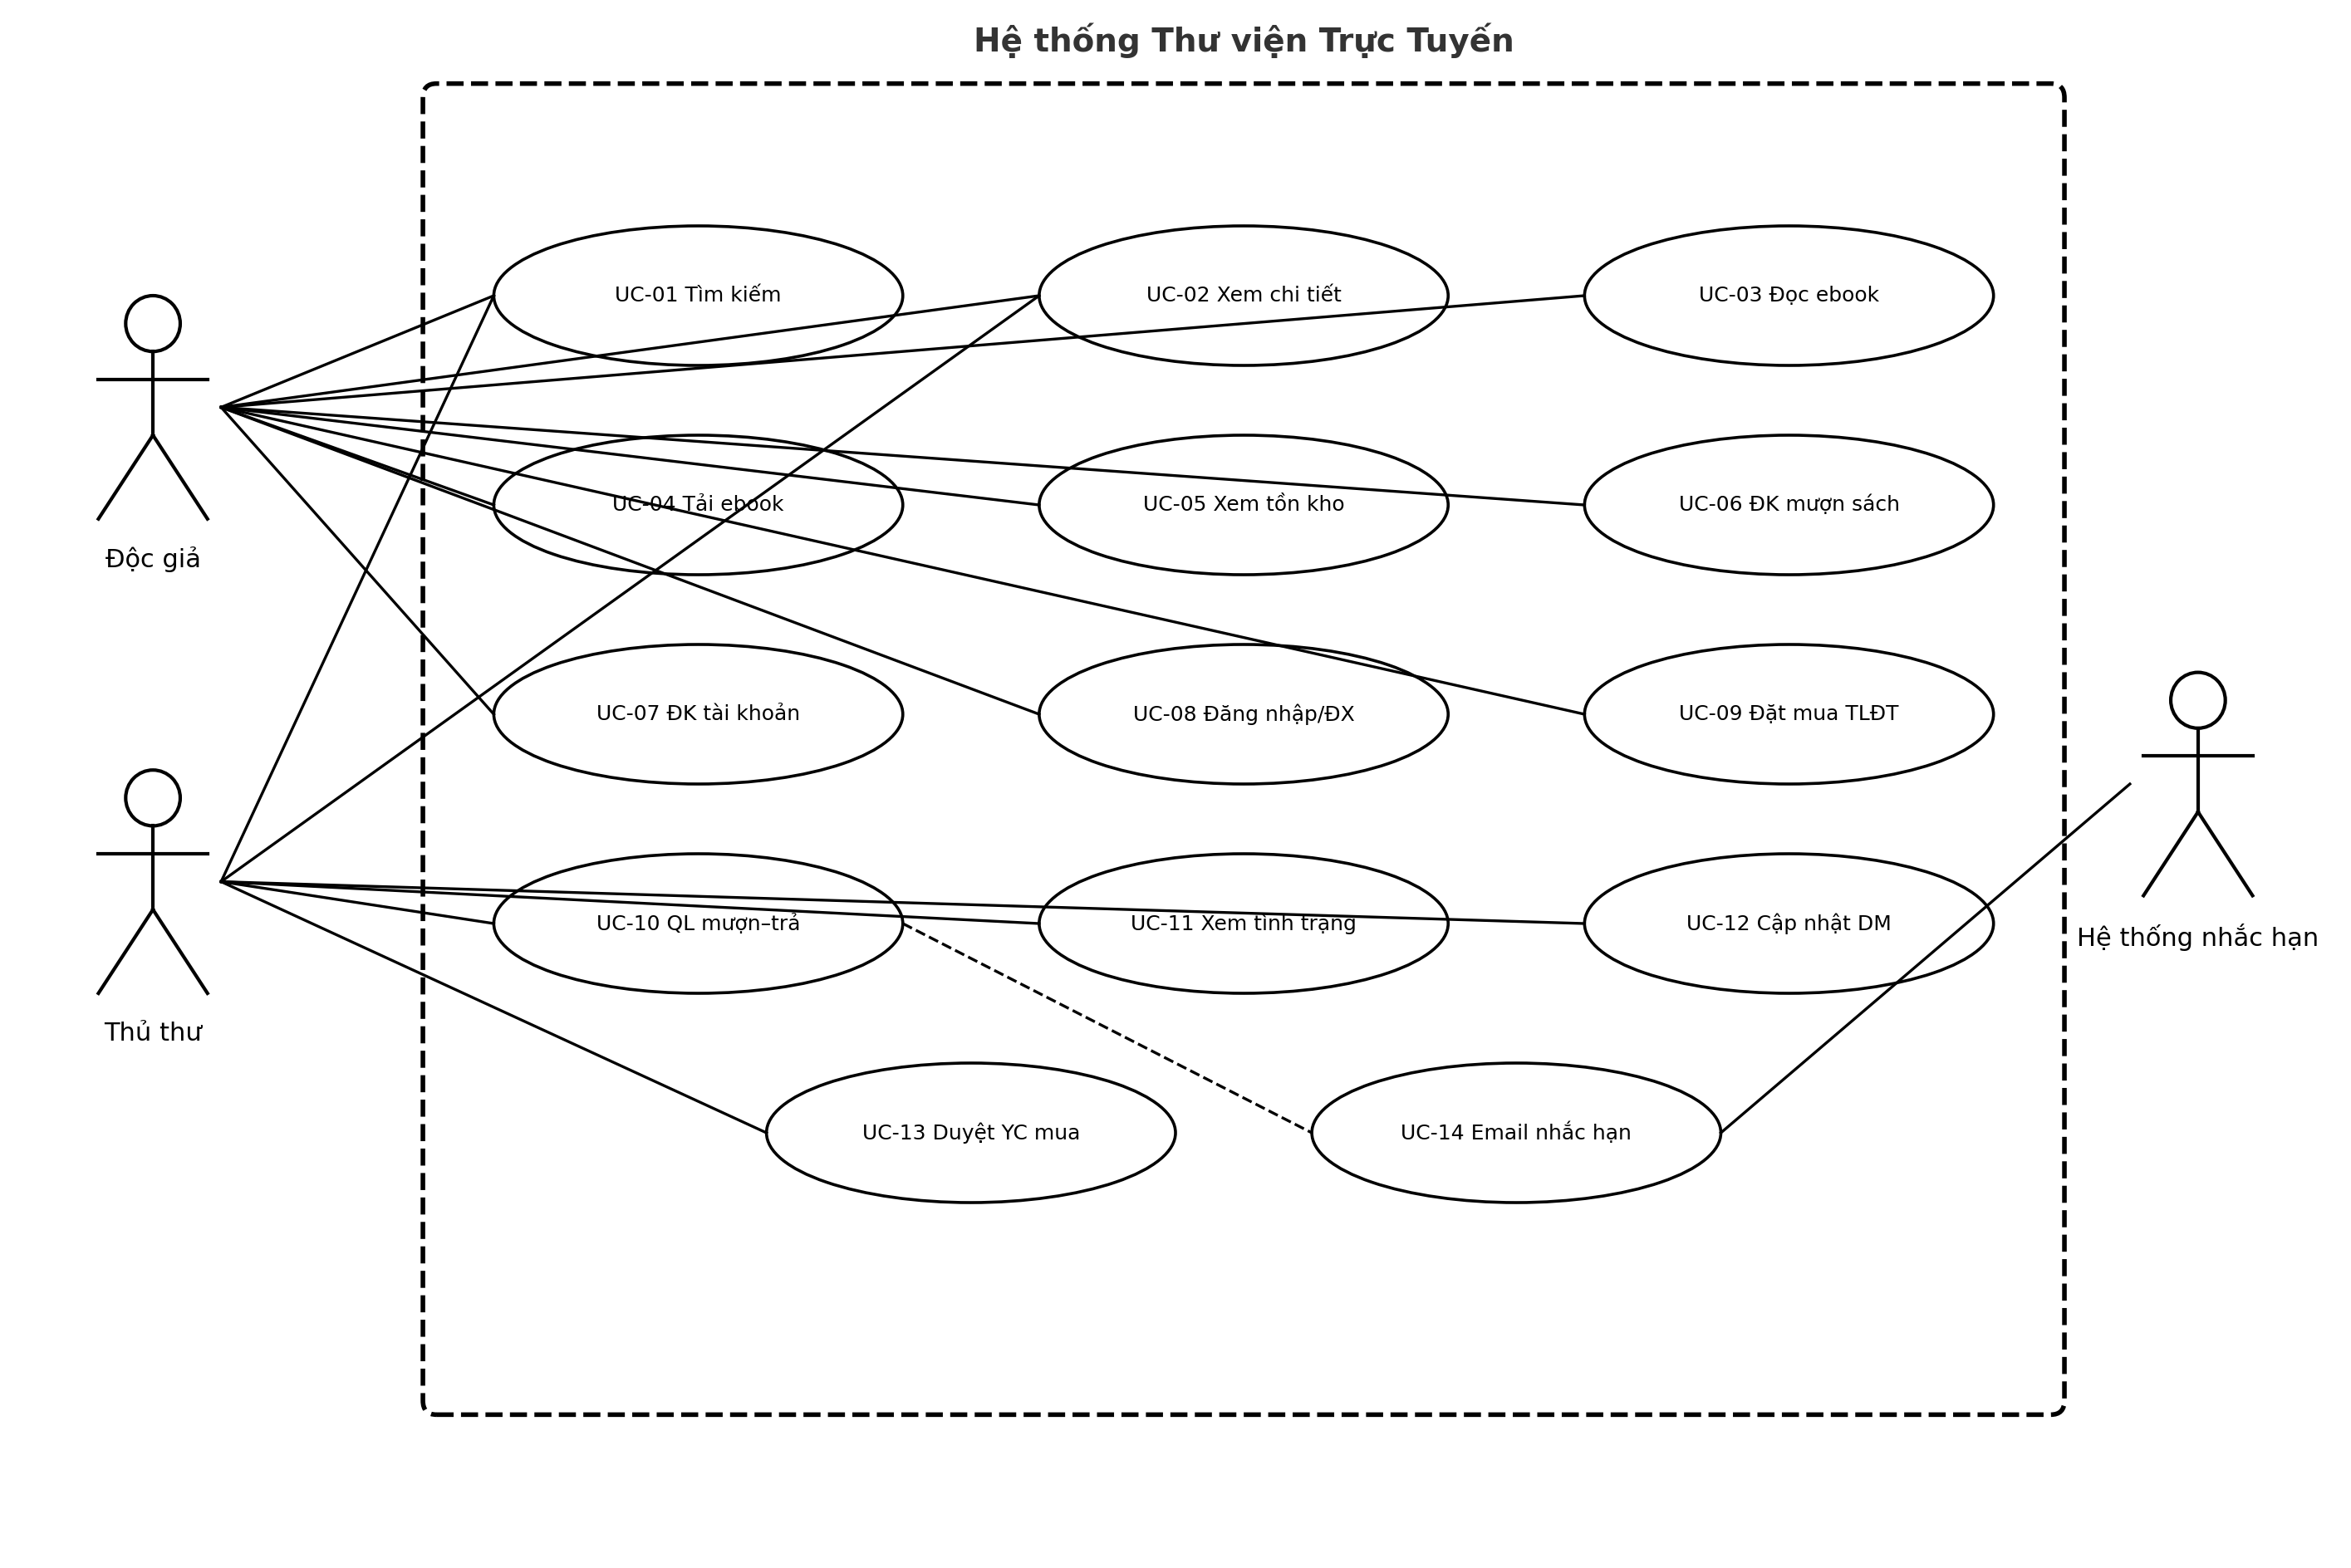 Hệ thống Thư viện Trực Tuyến
UC-01 Tìm kiếm
UC-02 Xem chi tiết
UC-03 Đọc ebook
UC-04 Tải ebook
UC-05 Xem tồn kho
UC-06 ĐK mượn sách
Độc giả
UC-07 ĐK tài khoản
UC-08 Đăng nhập/ĐX
UC-09 Đặt mua TLĐT
UC-10 QL mượn–trả
UC-11 Xem tình trạng
UC-12 Cập nhật DM
Hệ thống nhắc hạn
Thủ thư
UC-13 Duyệt YC mua
UC-14 Email nhắc hạn